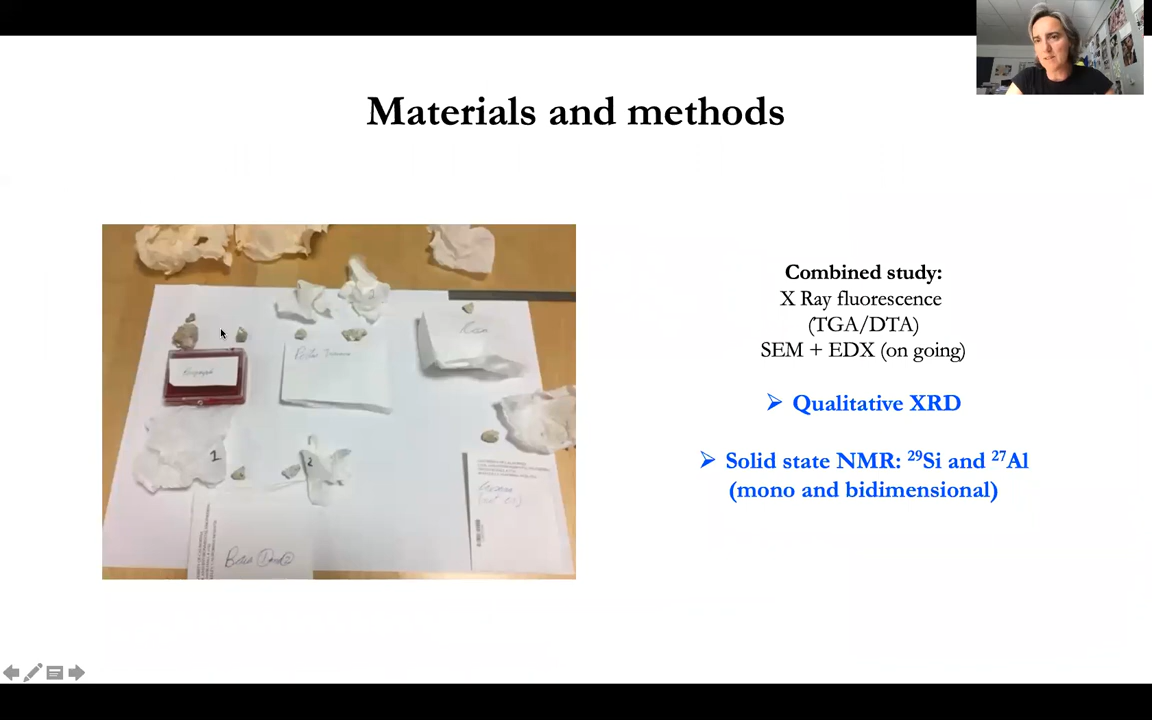 Materials and methods
Combined study:
X Ray fluorescence
(TGA/DTA)
SEM + EDX (on going)
➢ Qualitative XRD
➢ Solid state NMR: ²⁹Si and ²⁷Al
(mono and bidimensional)
1
2